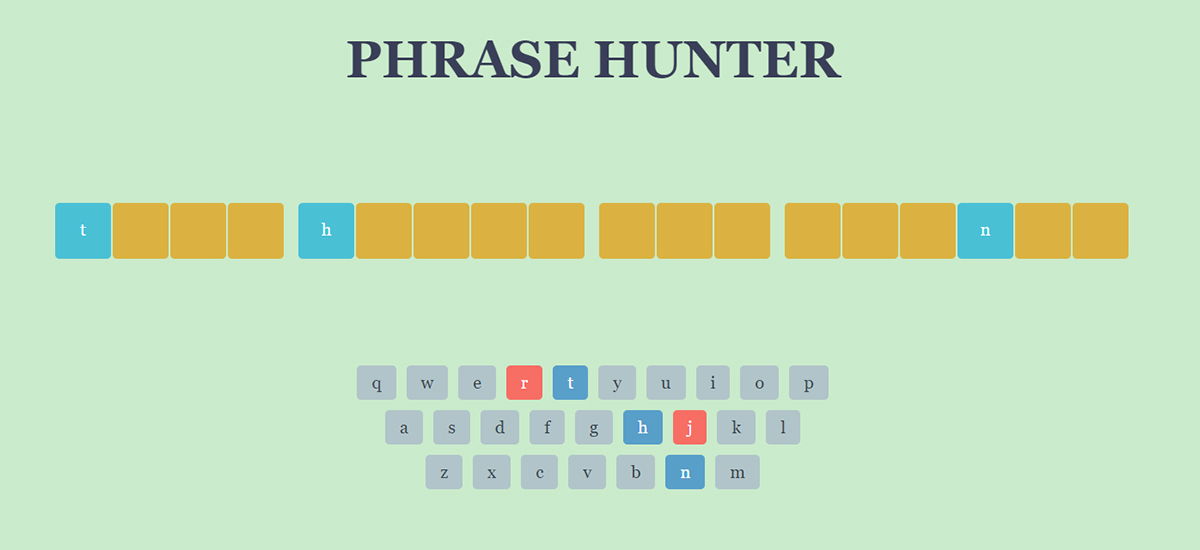 PHRASE HUNTER
t h n
q w e r t y u i o p
a s d f g h j k l
z x c v b n m